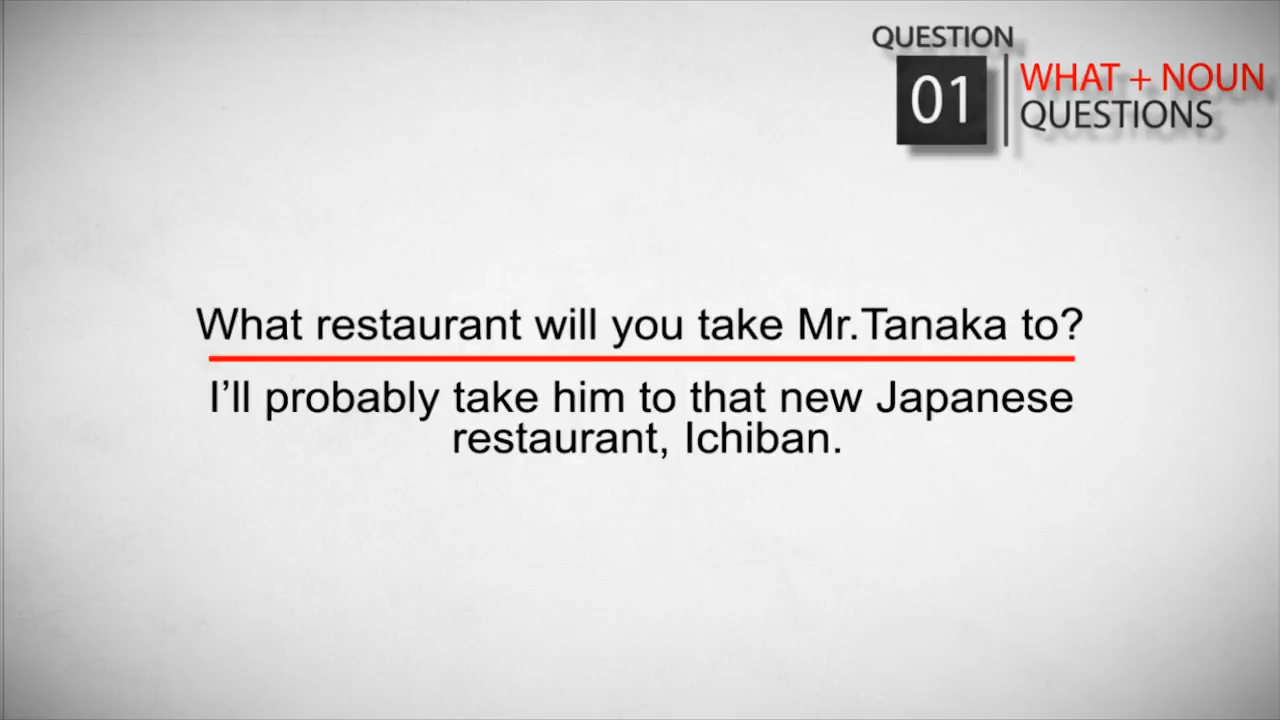 QUESTION
01
WHAT + NOUN
QUESTIONS
What restaurant will you take Mr.Tanaka to?
I’ll probably take him to that new Japanese
restaurant, Ichiban.